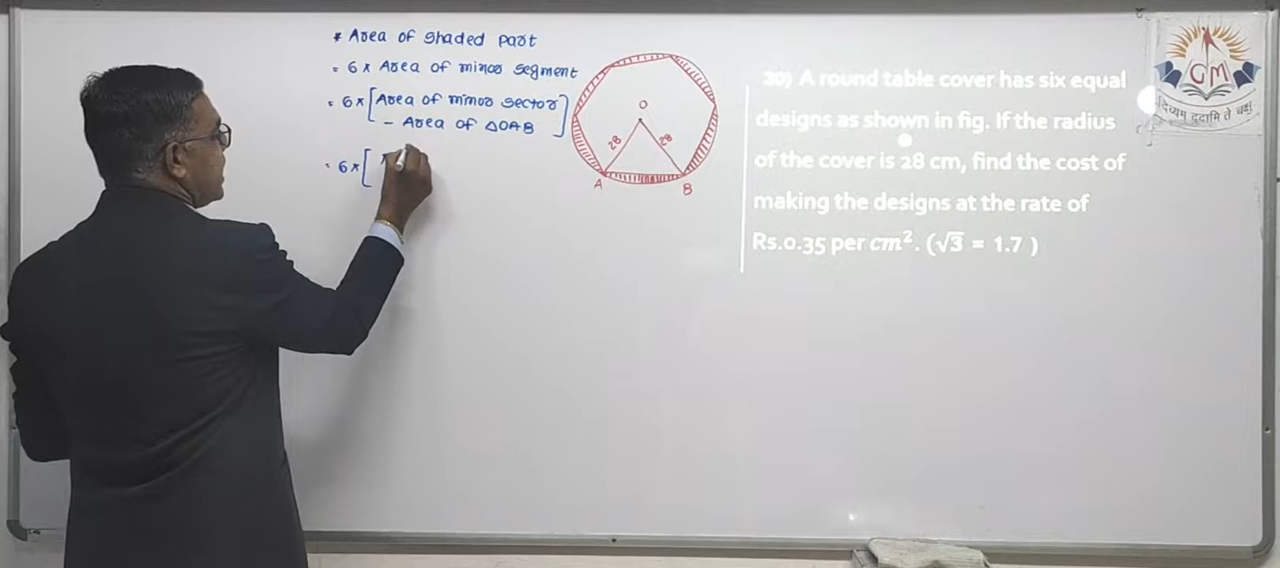 * Area of shaded part
= 6 × Area of minor segment
= 6 × [Area of minor sector
- Area of ΔOAB]
= 6 × [
O
28
28
A
B
30) A round table cover has six equal
designs as shown in fig. If the radius
of the cover is 28 cm, find the cost of
making the designs at the rate of
Rs.0.35 per cm². (√3 = 1.7 )
GM
दिव्यम् ददामि ते चक्षुः